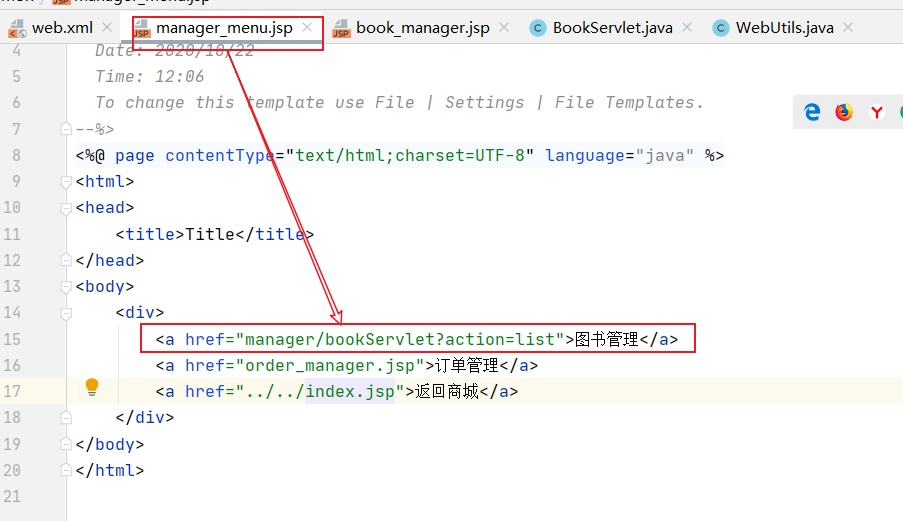 manager_menu.jsp
web.xml manager_menu.jsp book_manager.jsp BookServlet.java WebUtils.java
4 Date: 2020/10/22
5 Time: 12:06
6 To change this template use File | Settings | File Templates.
7 --%>
8 <%@ page contentType="text/html;charset=UTF-8" language="java" %>
9 <html>
10 <head>
11 <title>Title</title>
12 </head>
13 <body>
14 <div>
15 <a href="manager/bookServlet?action=list">图书管理</a>
16 <a href="order_manager.jsp">订单管理</a>
17 <a href="../../index.jsp">返回商城</a>
18 </div>
19 </body>
20 </html>
21